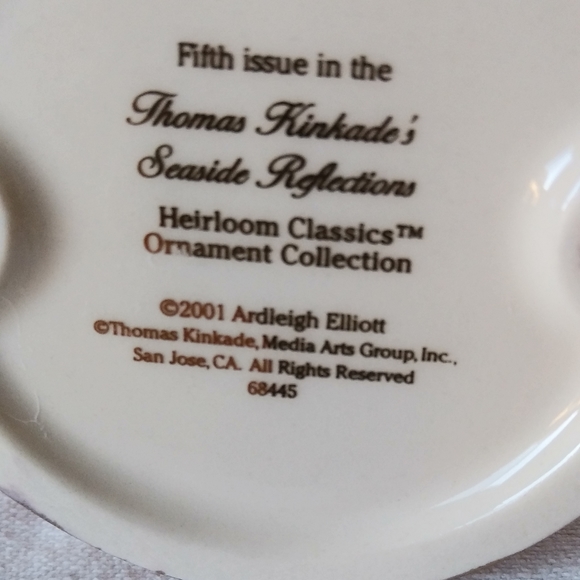 Fifth issue in the
Thomas Kinkade's
Seaside Reflections
Heirloom Classics™
Ornament Collection
©2001 Ardleigh Elliott
©Thomas Kinkade, Media Arts Group, Inc.,
San Jose, CA. All Rights Reserved
68445